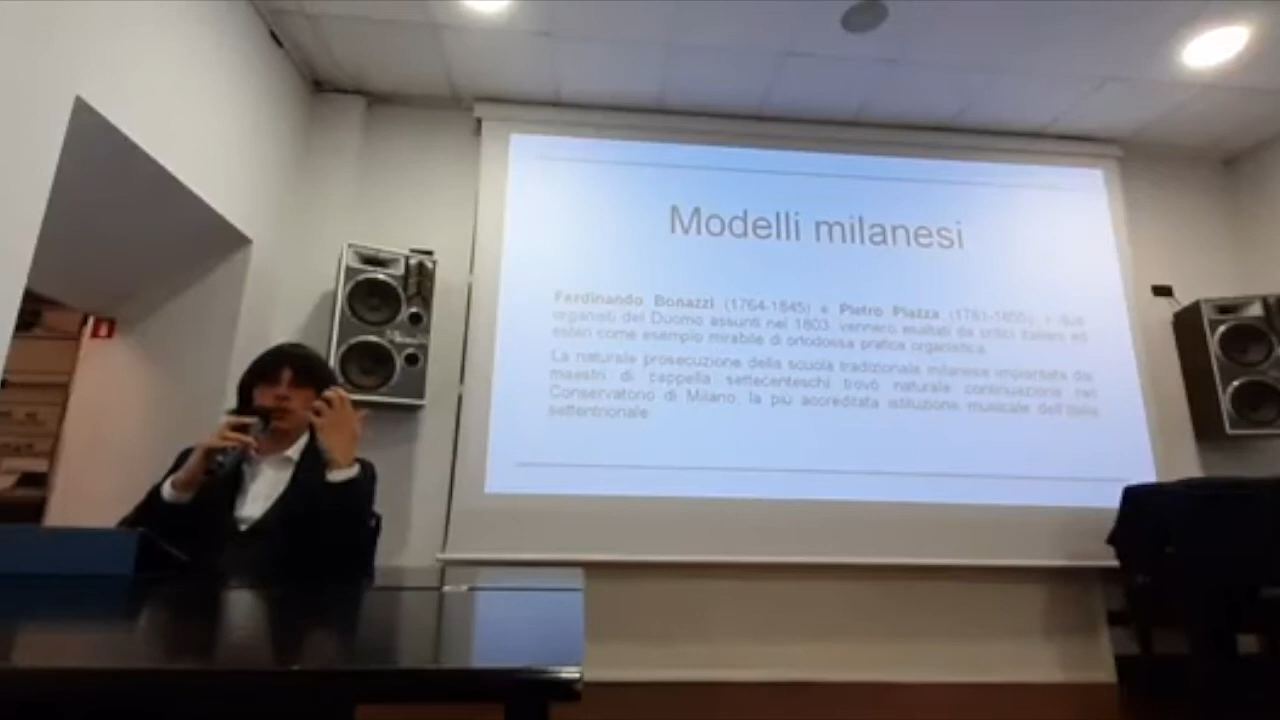 Modelli milanesi
Ferdinando Bonazzi (1764-1845) e Pietro Piazza (1781-1855), i due
organisti del Duomo assunti nel 1803, vennero esaltati da critici italiani ed
esteri come esempio mirabile di ortodossa pratica organistica.
La naturale prosecuzione della scuola tradizionale milanese impartita dai
maestri di cappella settecenteschi trovò naturale continuazione nel
Conservatorio di Milano, la più accreditata istituzione musicale dell'Italia
settentrionale.